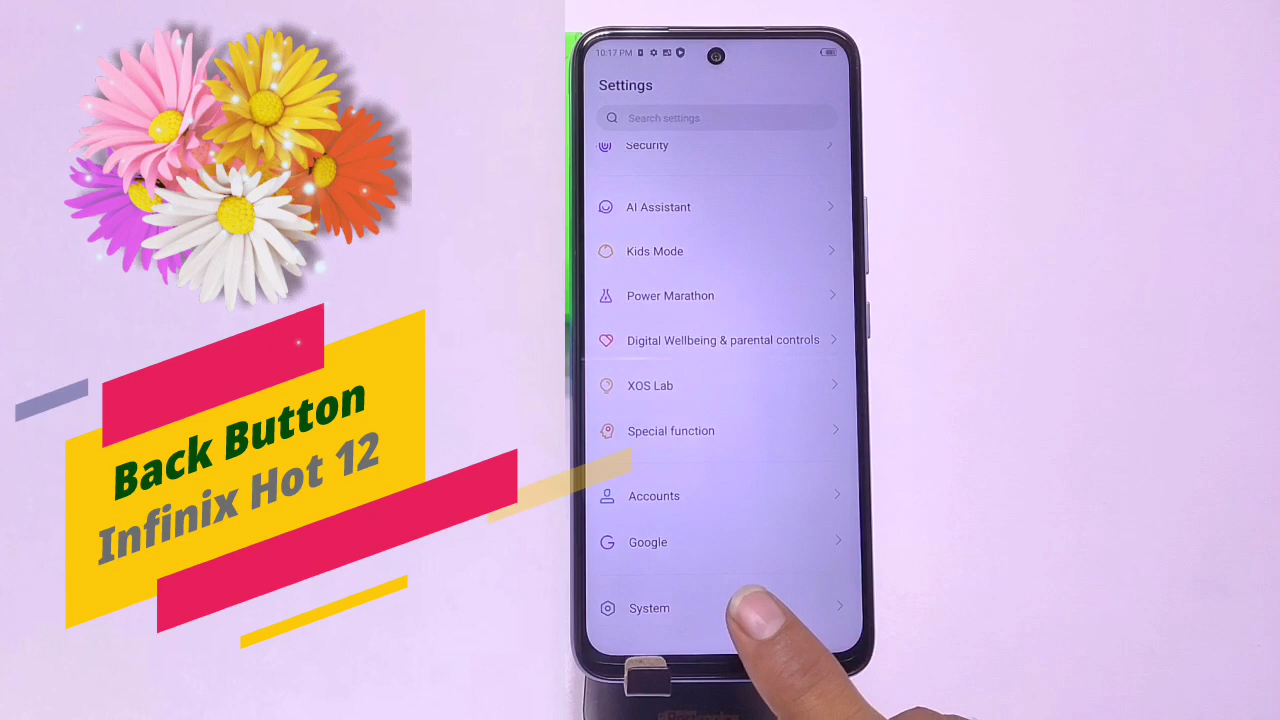 Back Button
Infinix Hot 12
10:17 PM
Settings
Search settings
Security
AI Assistant
Kids Mode
Power Marathon
Digital Wellbeing & parental controls
XOS Lab
Special function
Accounts
Google
System